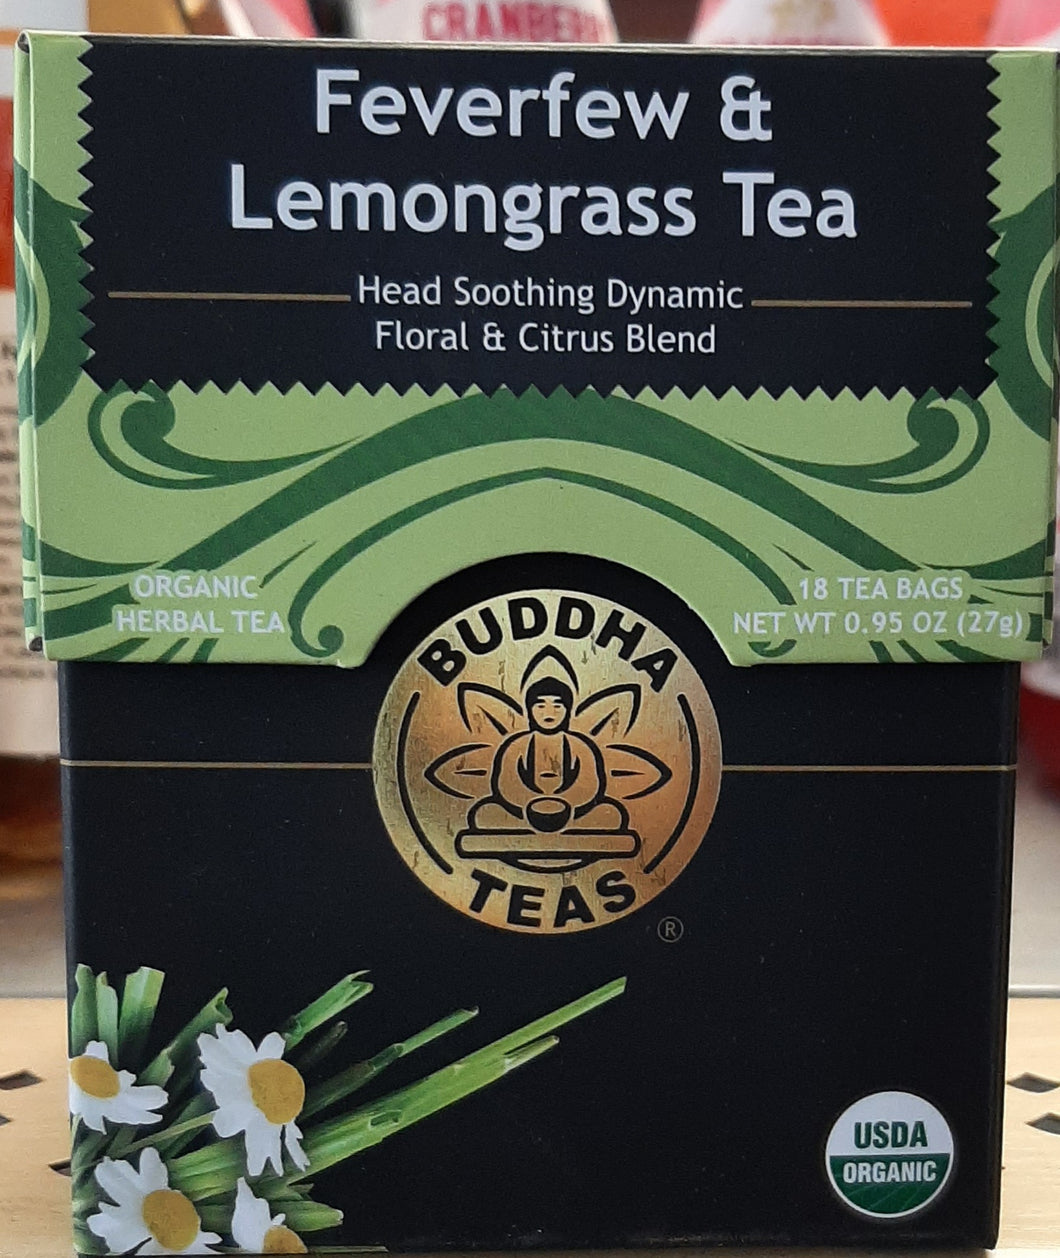 CRANBERR
Feverfew &
Lemongrass Tea
Head Soothing Dynamic
Floral & Citrus Blend
ORGANIC
HERBAL TEA
18 TEA BAGS
NET WT 0.95 OZ (27g)
BUDDHA
TEAS
®
USDA
ORGANIC